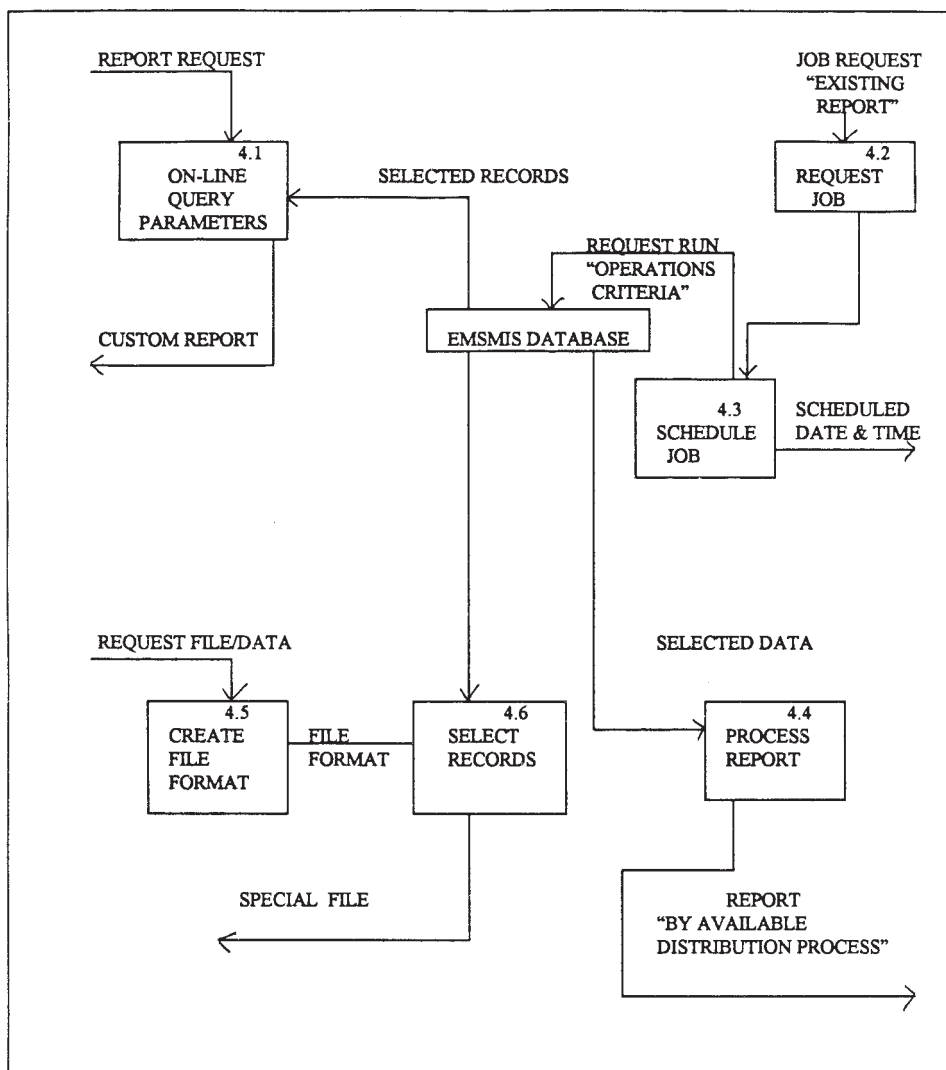 REPORT REQUEST
JOB REQUEST
“EXISTING
REPORT”
4.1
ON-LINE
QUERY
PARAMETERS
SELECTED RECORDS
4.2
REQUEST
JOB
REQUEST RUN
“OPERATIONS
CRITERIA”
CUSTOM REPORT
EMSMIS DATABASE
4.3
SCHEDULE
JOB
SCHEDULED
DATE & TIME
REQUEST FILE/DATA
SELECTED DATA
4.5
CREATE
FILE
FORMAT
FILE
FORMAT
4.6
SELECT
RECORDS
4.4
PROCESS
REPORT
SPECIAL FILE
REPORT
“BY AVAILABLE
DISTRIBUTION PROCESS”